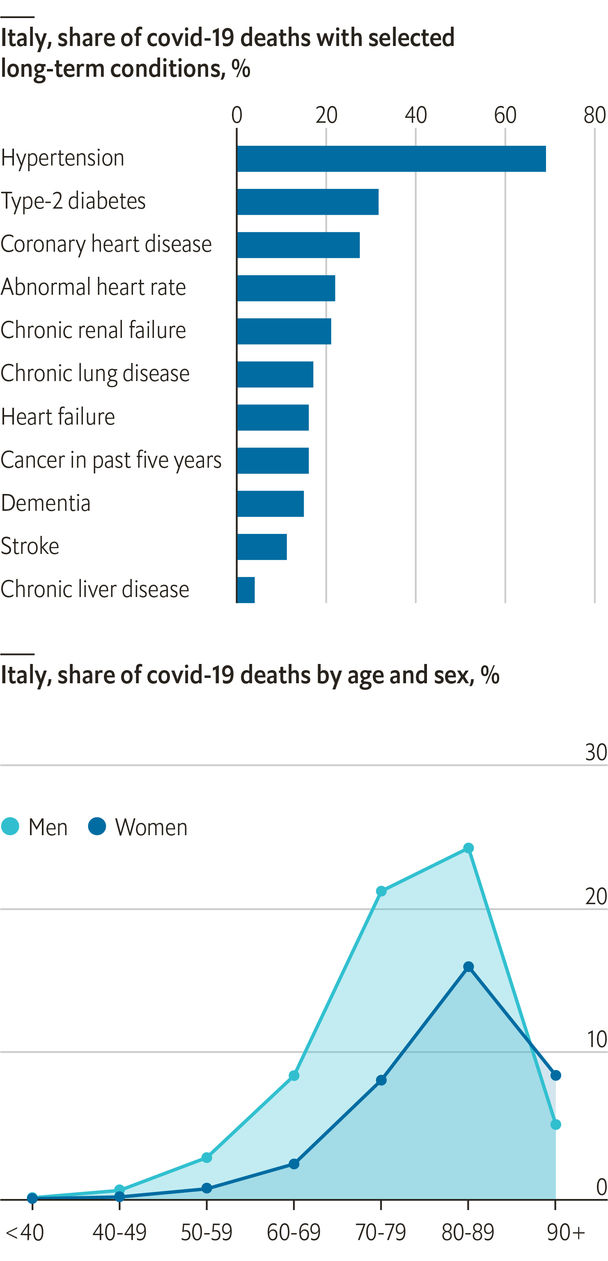 Italy, share of covid-19 deaths with selected
long-term conditions, %
0 20 40 60 80
Hypertension
Type-2 diabetes
Coronary heart disease
Abnormal heart rate
Chronic renal failure
Chronic lung disease
Heart failure
Cancer in past five years
Dementia
Stroke
Chronic liver disease
Italy, share of covid-19 deaths by age and sex, %
30
Men Women
20
10
0
<40 40-49 50-59 60-69 70-79 80-89 90+